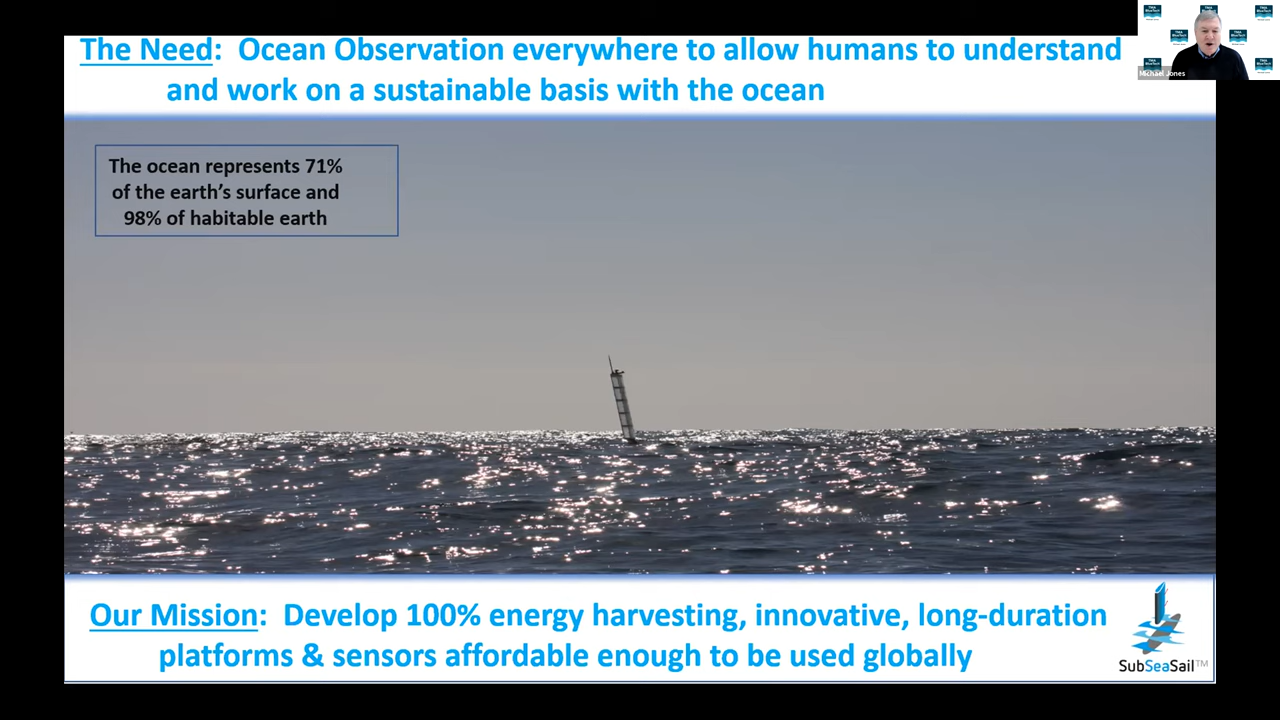 The Need: Ocean Observation everywhere to allow humans to understand
and work on a sustainable basis with the ocean
Michael Jones
The ocean represents 71%
of the earth's surface and
98% of habitable earth
Our Mission: Develop 100% energy harvesting, innovative, long-duration
platforms & sensors affordable enough to be used globally
SubSeaSail™